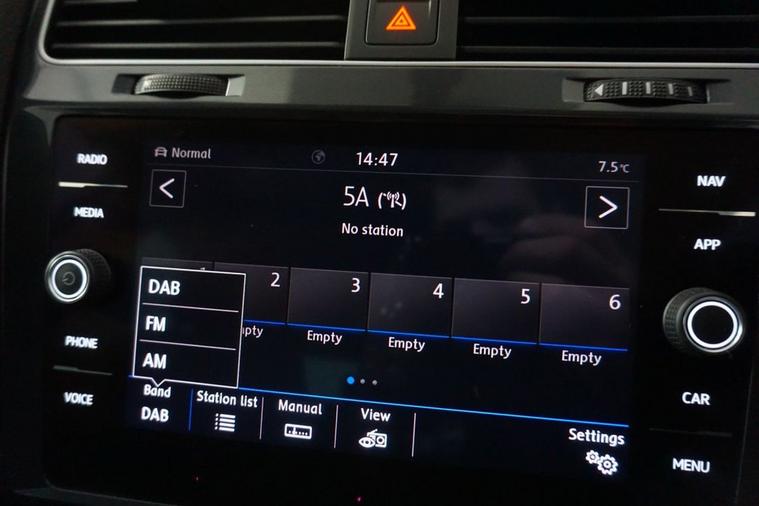 RADIO
MEDIA
PHONE
VOICE
Normal
14:47
7.5°C
5A
No station
2
3
4
5
6
Empty
Empty
Empty
Empty
DAB
FM
AM
Band
DAB
Station list
Manual
View
Settings
NAV
APP
CAR
MENU